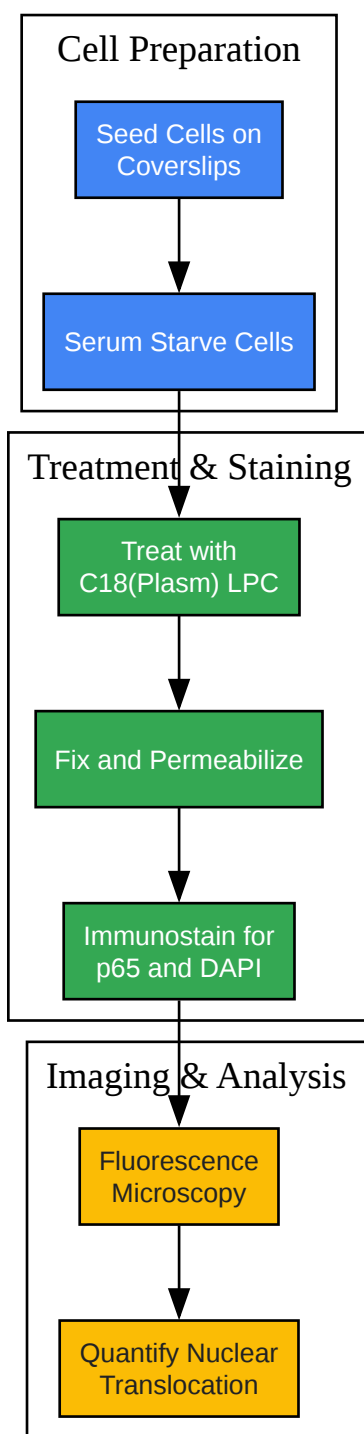 Cell Preparation
Seed Cells on
Coverslips
Serum Starve Cells
Treatment & Staining
Treat with
C18(Plasm) LPC
Fix and Permeabilize
Immunostain for
p65 and DAPI
Imaging & Analysis
Fluorescence
Microscopy
Quantify Nuclear
Translocation